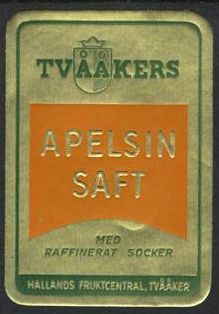 TVÅÅKERS
APELSIN
SAFT
MED
RAFFINERAT SOCKER
HALLANDS FRUKTCENTRAL, TVÅÅKER